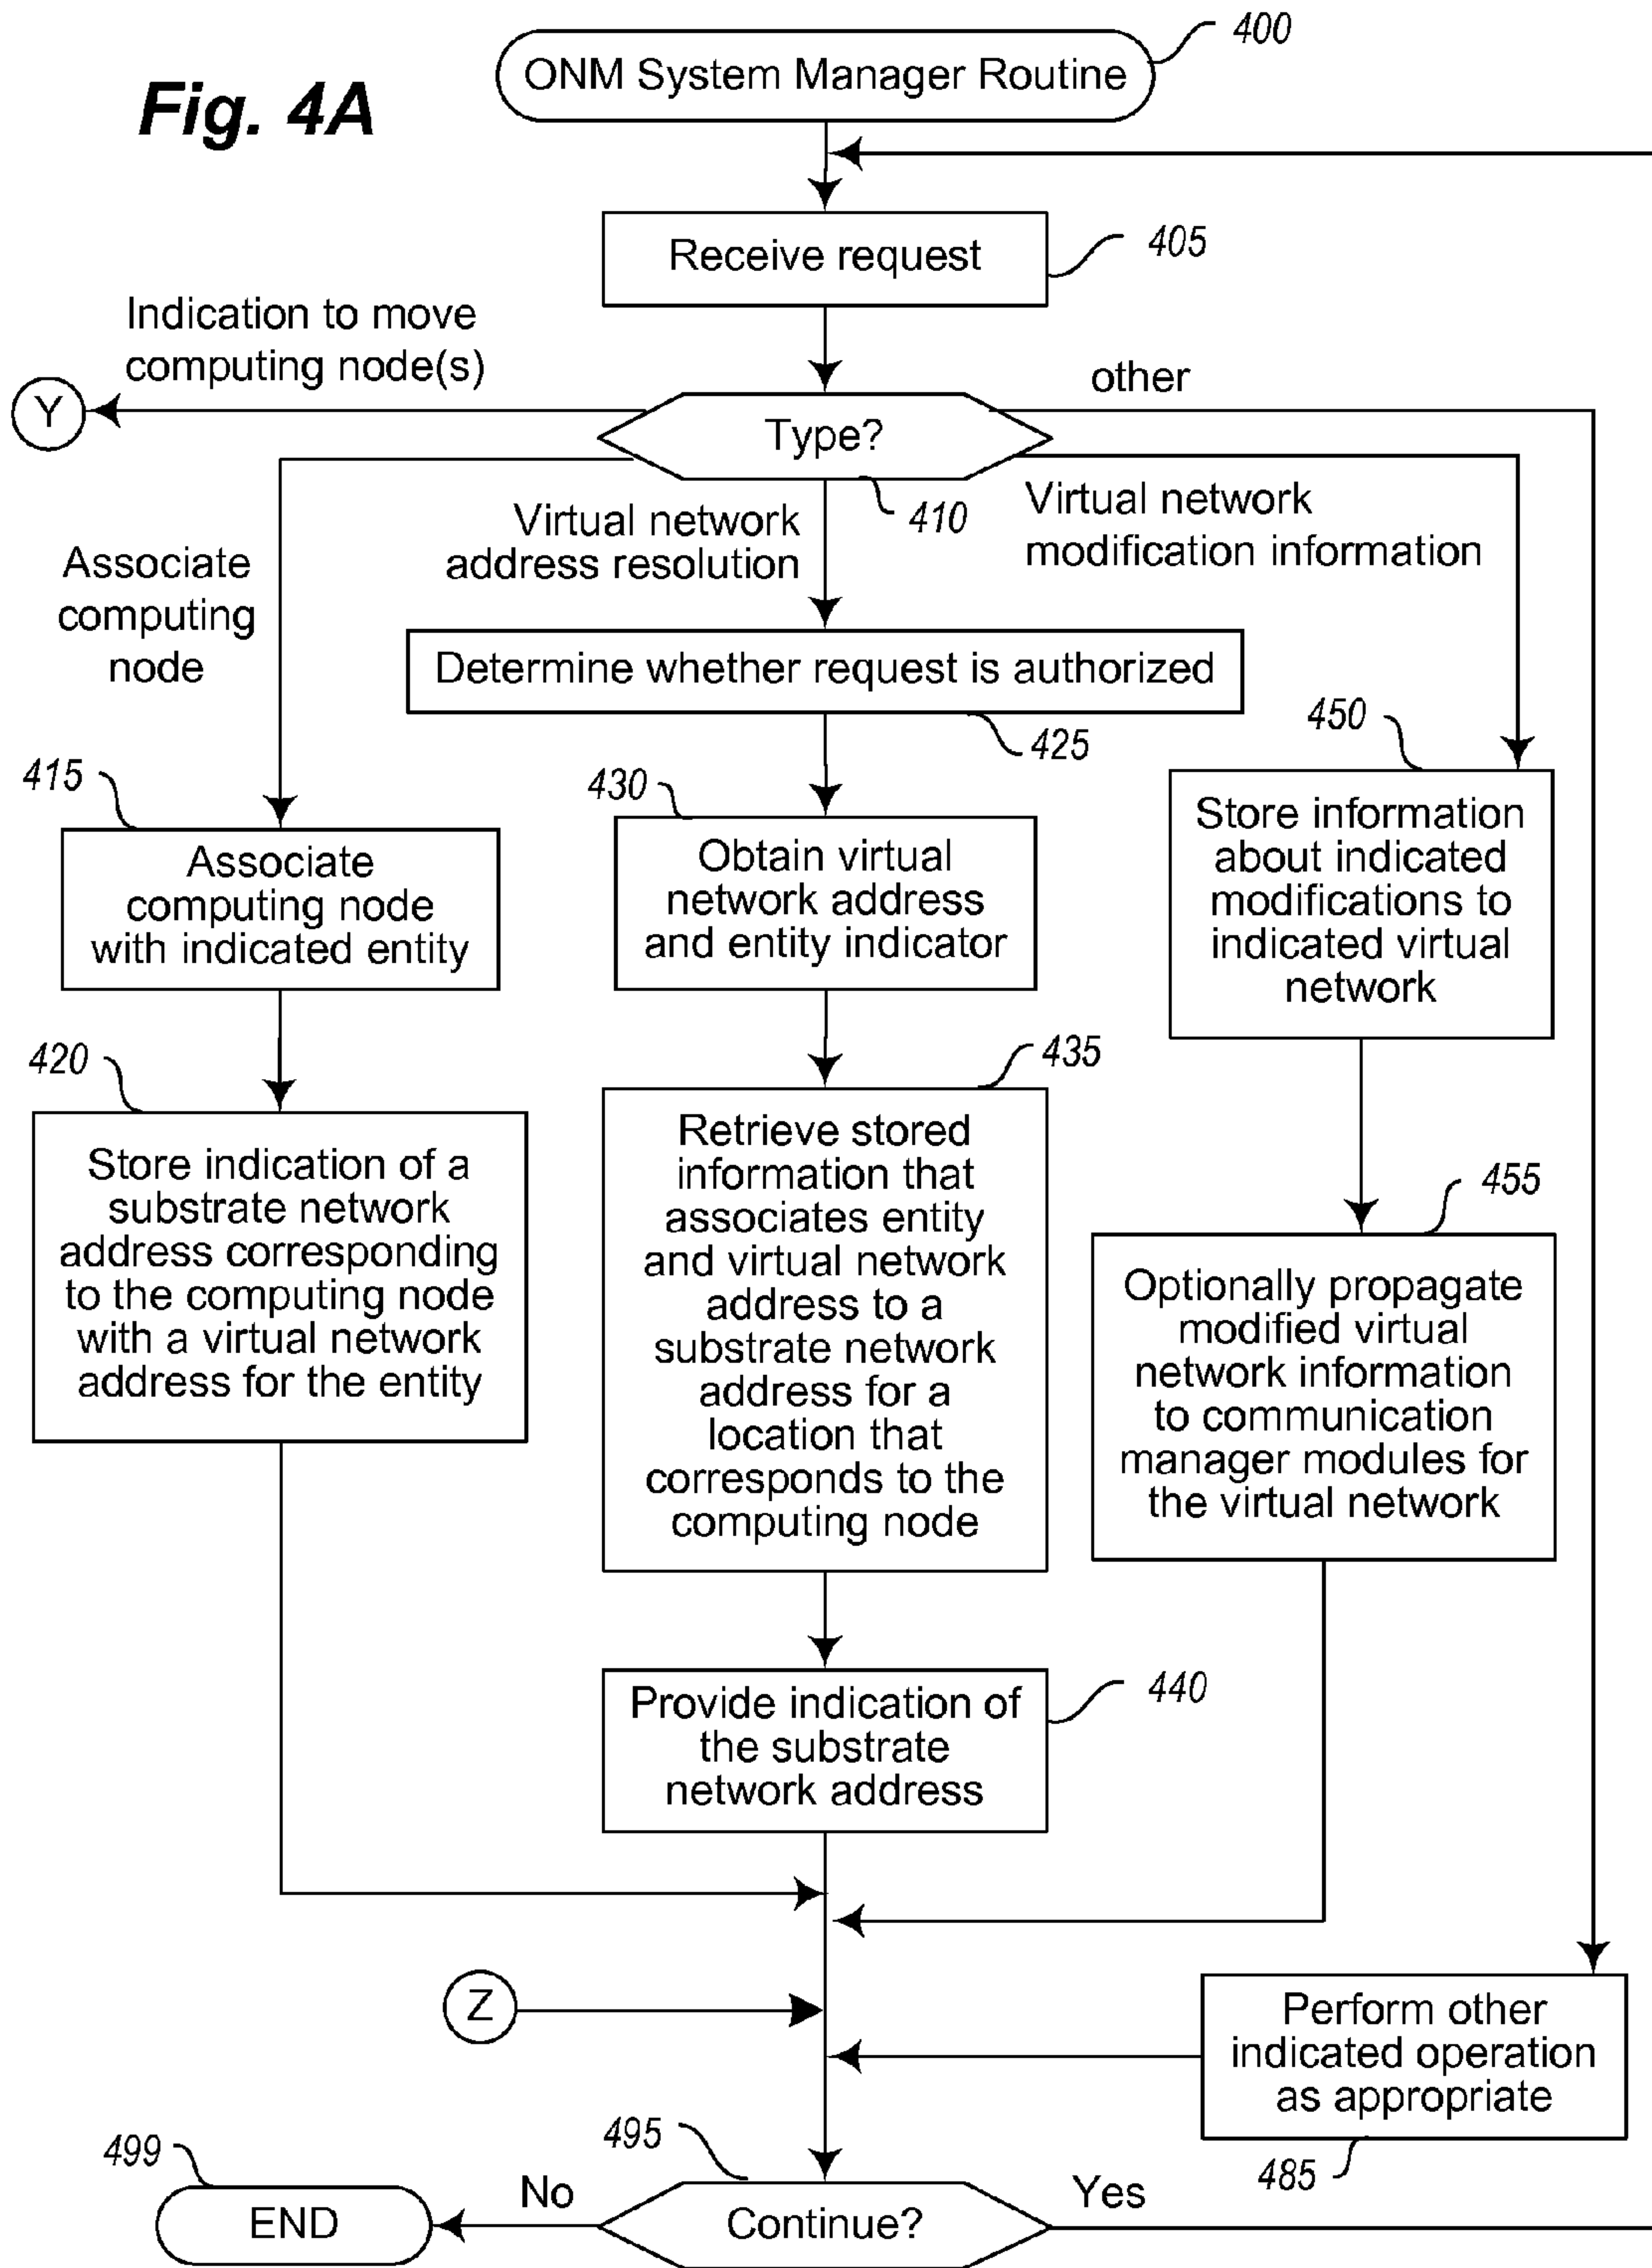 Fig. 4A
ONM System Manager Routine
400
Receive request
405
Indication to move
computing node(s)
Y
other
Type?
410
Associate
computing
node
Virtual network
address resolution
Virtual network
modification information
Determine whether request is authorized
425
415
Associate
computing node
with indicated entity
430
Obtain virtual
network address
and entity indicator
450
Store information
about indicated
modifications to
indicated virtual
network
420
Store indication of a
substrate network
address corresponding
to the computing node
with a virtual network
address for the entity
435
Retrieve stored
information that
associates entity
and virtual network
address to a
substrate network
address for a
location that
corresponds to the
computing node
455
Optionally propagate
modified virtual
network information
to communication
manager modules for
the virtual network
Provide indication of
the substrate
network address
440
Z
Perform other
indicated operation
as appropriate
485
495
Continue?
Yes
No
499
END